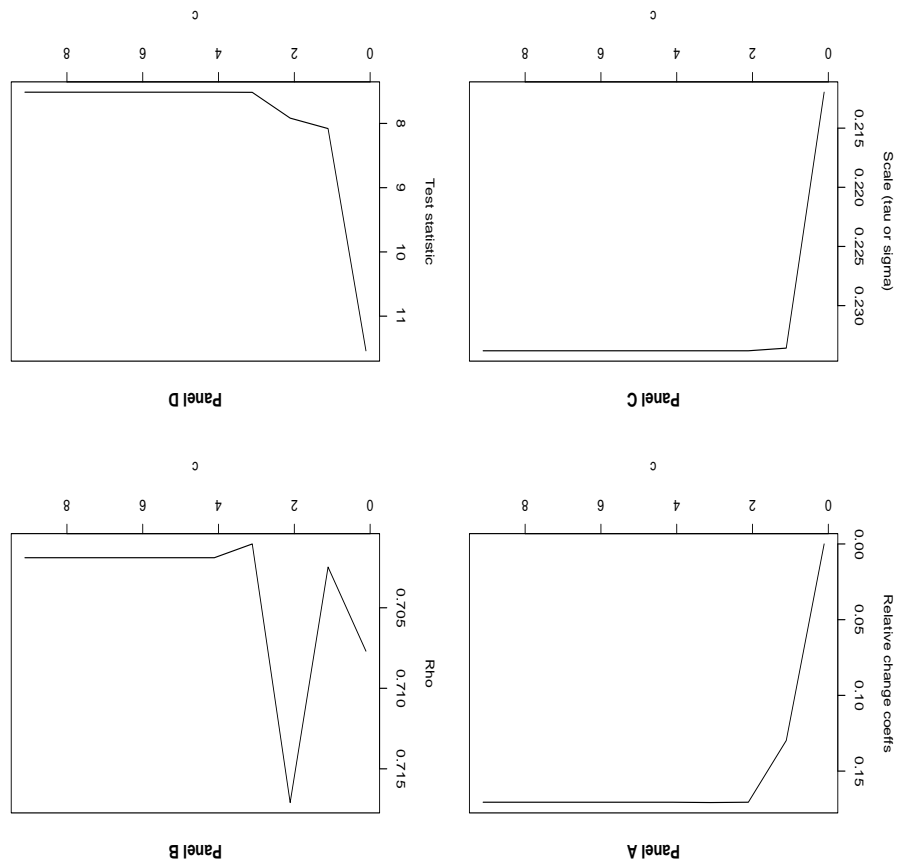 Panel A
Relative change coeffs
0.00 0.05 0.10 0.15
0 2 4 6 8
c
Panel B
Rho
0.705 0.710 0.715
0 2 4 6 8
c
Panel C
Scale (tau or sigma)
0.215 0.220 0.225 0.230
0 2 4 6 8
c
Panel D
Test statistic
8 9 10 11
0 2 4 6 8
c